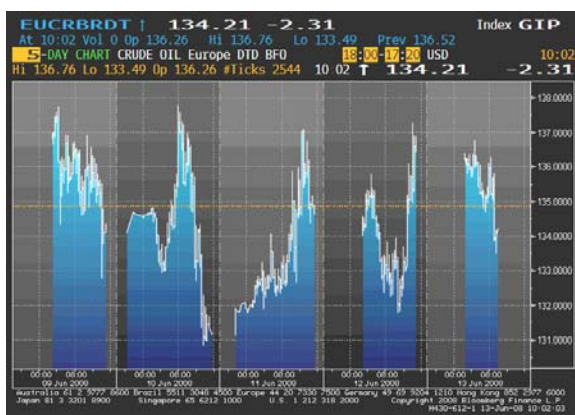 EUCRBRDT ↑ 134.21 -2.31 Index GIP
At 10:02 Vol 0 Op 136.26 Hi 136.76 Lo 133.49 Prev 136.52
5-DAY CHART CRUDE OIL Europe DTD BFO 18:00-17:20 USD 10:02
Hi 136.76 Lo 133.49 Op 136.26 #Ticks 2544 10:02 ↑ 134.21 -2.31
138.0000
137.0000
136.0000
135.0000
134.0000
133.0000
132.0000
131.0000
00:00 08:00 00:00 08:00 00:00 08:00 00:00 08:00 00:00 08:00
09 Jun 2008 10 Jun 2008 11 Jun 2008 12 Jun 2008 13 Jun 2008
Australia 61 2 9777 8600 Brazil 5511 3048 4500 Europe 44 20 7330 7500 Germany 49 69 9204 1210 Hong Kong 852 2977 6000
Japan 81 3 3201 8900 Singapore 65 6212 1000 U.S. 1 212 318 2000 Copyright 2008 Bloomberg Finance L.P.
H430-612-1 13-Jun-08 10:02:03